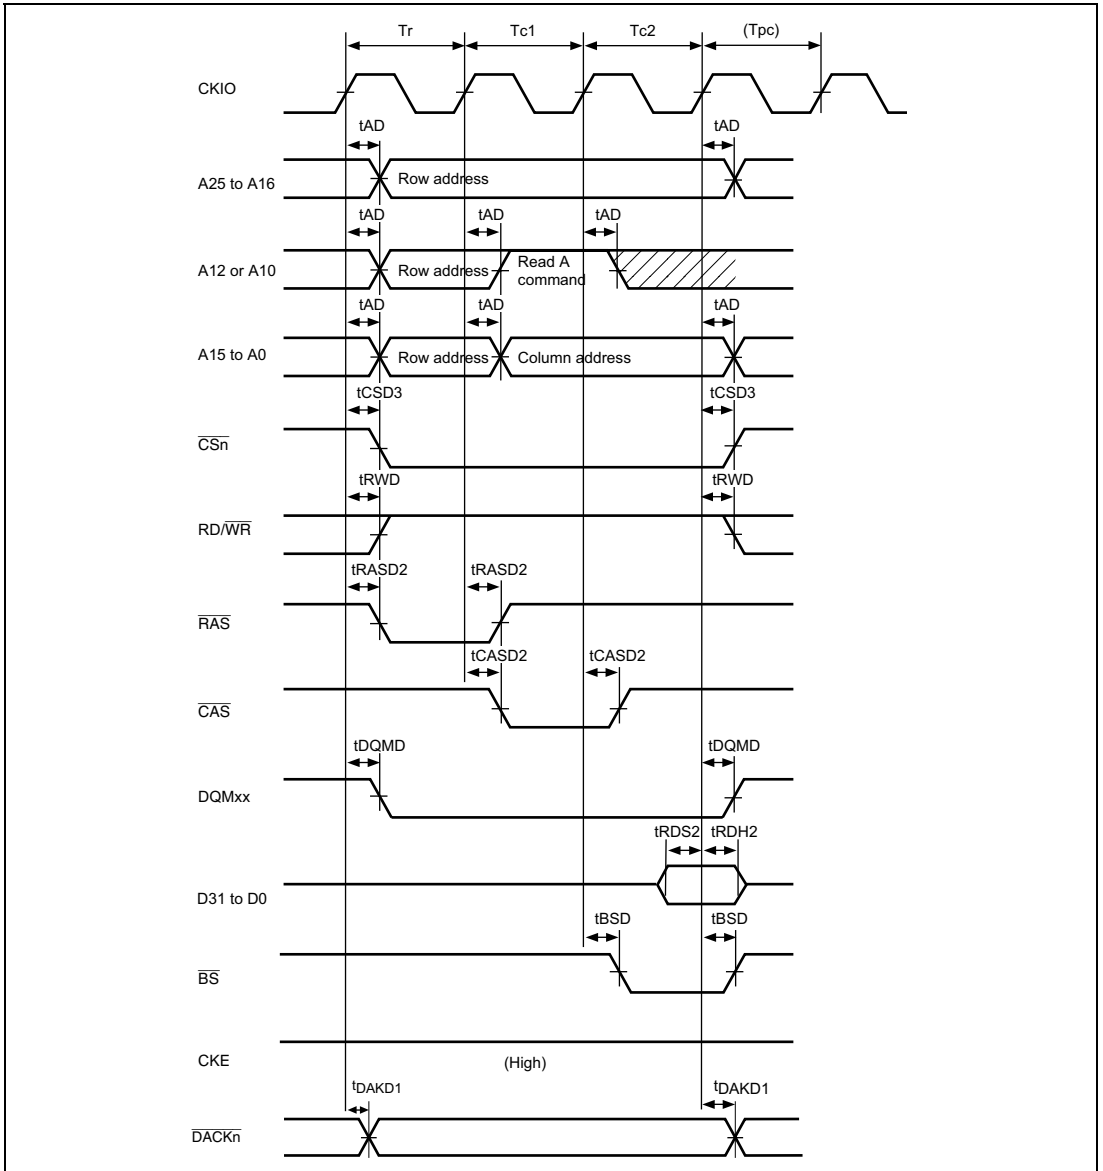 Tr Tc1 Tc2 (Tpc)
CKIO
tAD tAD
A25 to A16 Row address
tAD tAD tAD
A12 or A10 Row address Read A command
tAD tAD tAD
A15 to A0 Row address Column address
tCSD3 tCSD3
CSn
tRWD tRWD
RD/WR
tRASD2 tRASD2
RAS
tCASD2 tCASD2
CAS
tDQMD tDQMD
DQMxx
tRDS2 tRDH2
D31 to D0
tBSD tBSD
BS
CKE (High)
tDAKD1 tDAKD1
DACKn